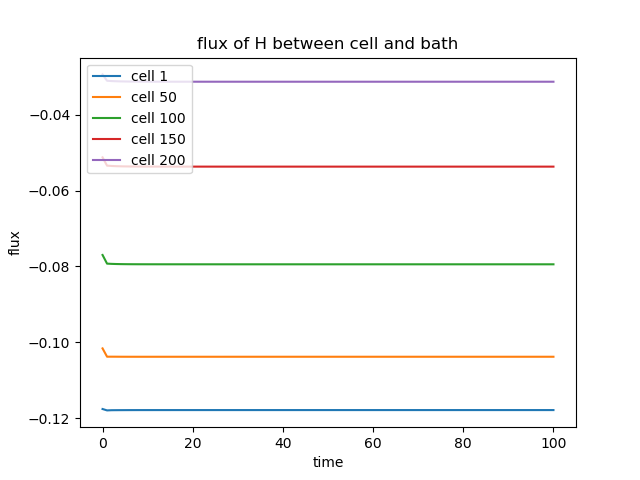 flux of H between cell and bath
cell 1
cell 50
cell 100
cell 150
cell 200
−0.04
−0.06
−0.08
−0.10
−0.12
flux
0 20 40 60 80 100
time